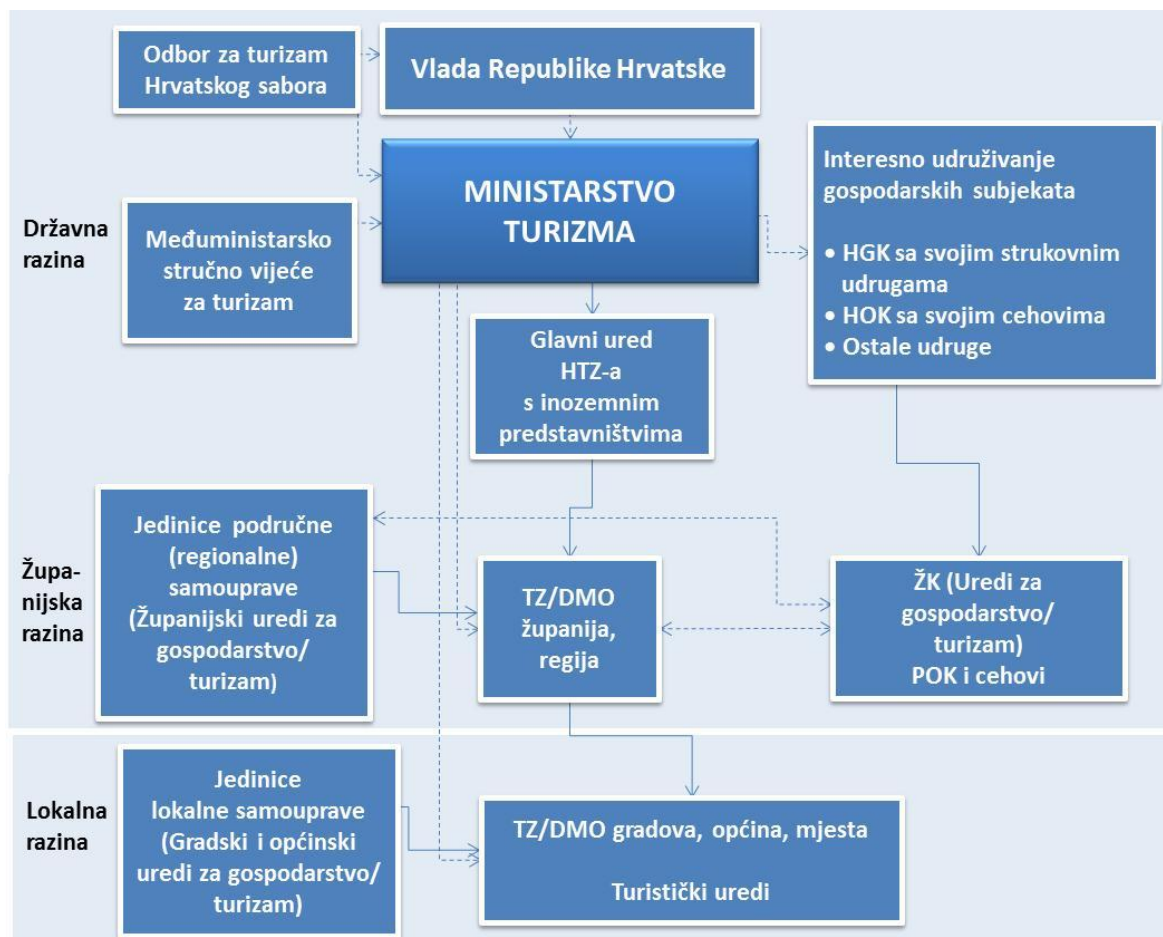 Odbor za turizam
Hrvatskog sabora
Vlada Republike Hrvatske
MINISTARSTVO
TURIZMA
Interesno udruživanje
gospodarskih subjekata
• HGK sa svojim strukovnim
udrugama
• HOK sa svojim cehovima
• Ostale udruge
Državna
razina
Međuministarsko
stručno vijeće
za turizam
Glavni ured
HTZ-a
s inozemnim
predstavništvima
Župa-
nijska
razina
Jedinice područne
(regionalne)
samouprave
(Županijski uredi za
gospodarstvo/
turizam)
TZ/DMO
županija,
regija
ŽK (Uredi za
gospodarstvo/
turizam)
POK i cehovi
Lokalna
razina
Jedinice
lokalne samouprave
(Gradski i općinski
uredi za gospodarstvo/
turizam)
TZ/DMO gradova, općina, mjesta
Turistički uredi